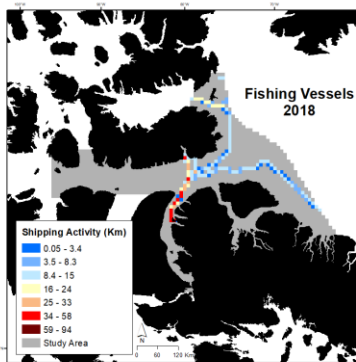 Fishing Vessels
2018
Shipping Activity (Km)
0.05 - 3.4
3.5 - 8.3
8.4 - 15
16 - 24
25 - 33
34 - 58
59 - 94
Study Area
0 30 60 120 Km